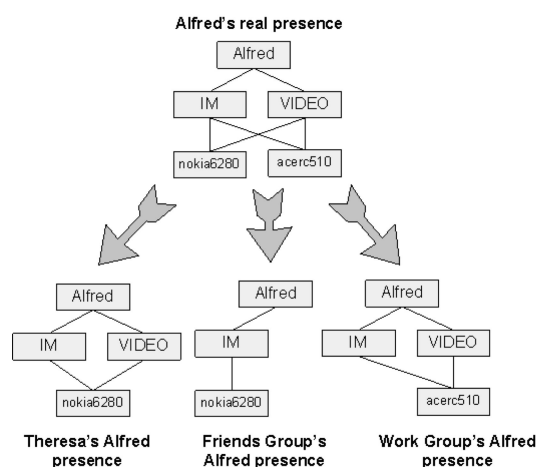 Alfred's real presence
Alfred
IM VIDEO
nokia6280 acerc510
Alfred Alfred Alfred
IM VIDEO IM IM VIDEO
nokia6280 nokia6280 acerc510
Theresa's Alfred Friends Group's Work Group's Alfred
presence Alfred presence presence